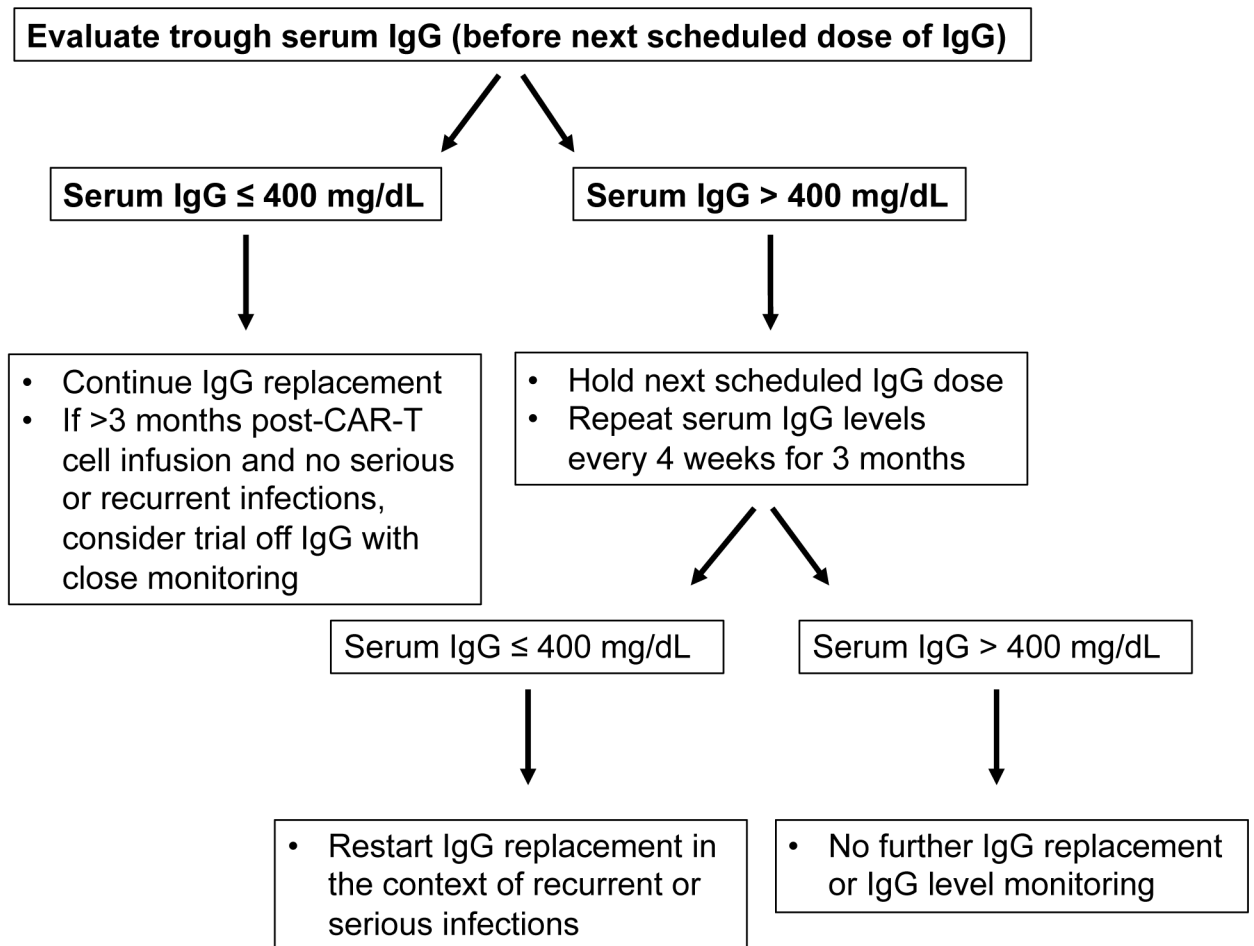 Evaluate trough serum IgG (before next scheduled dose of IgG)
Serum IgG ≤ 400 mg/dL
Serum IgG > 400 mg/dL
• Continue IgG replacement
• If >3 months post-CAR-T
cell infusion and no serious
or recurrent infections,
consider trial off IgG with
close monitoring
• Hold next scheduled IgG dose
• Repeat serum IgG levels
every 4 weeks for 3 months
Serum IgG ≤ 400 mg/dL
Serum IgG > 400 mg/dL
• Restart IgG replacement in
the context of recurrent or
serious infections
• No further IgG replacement
or IgG level monitoring